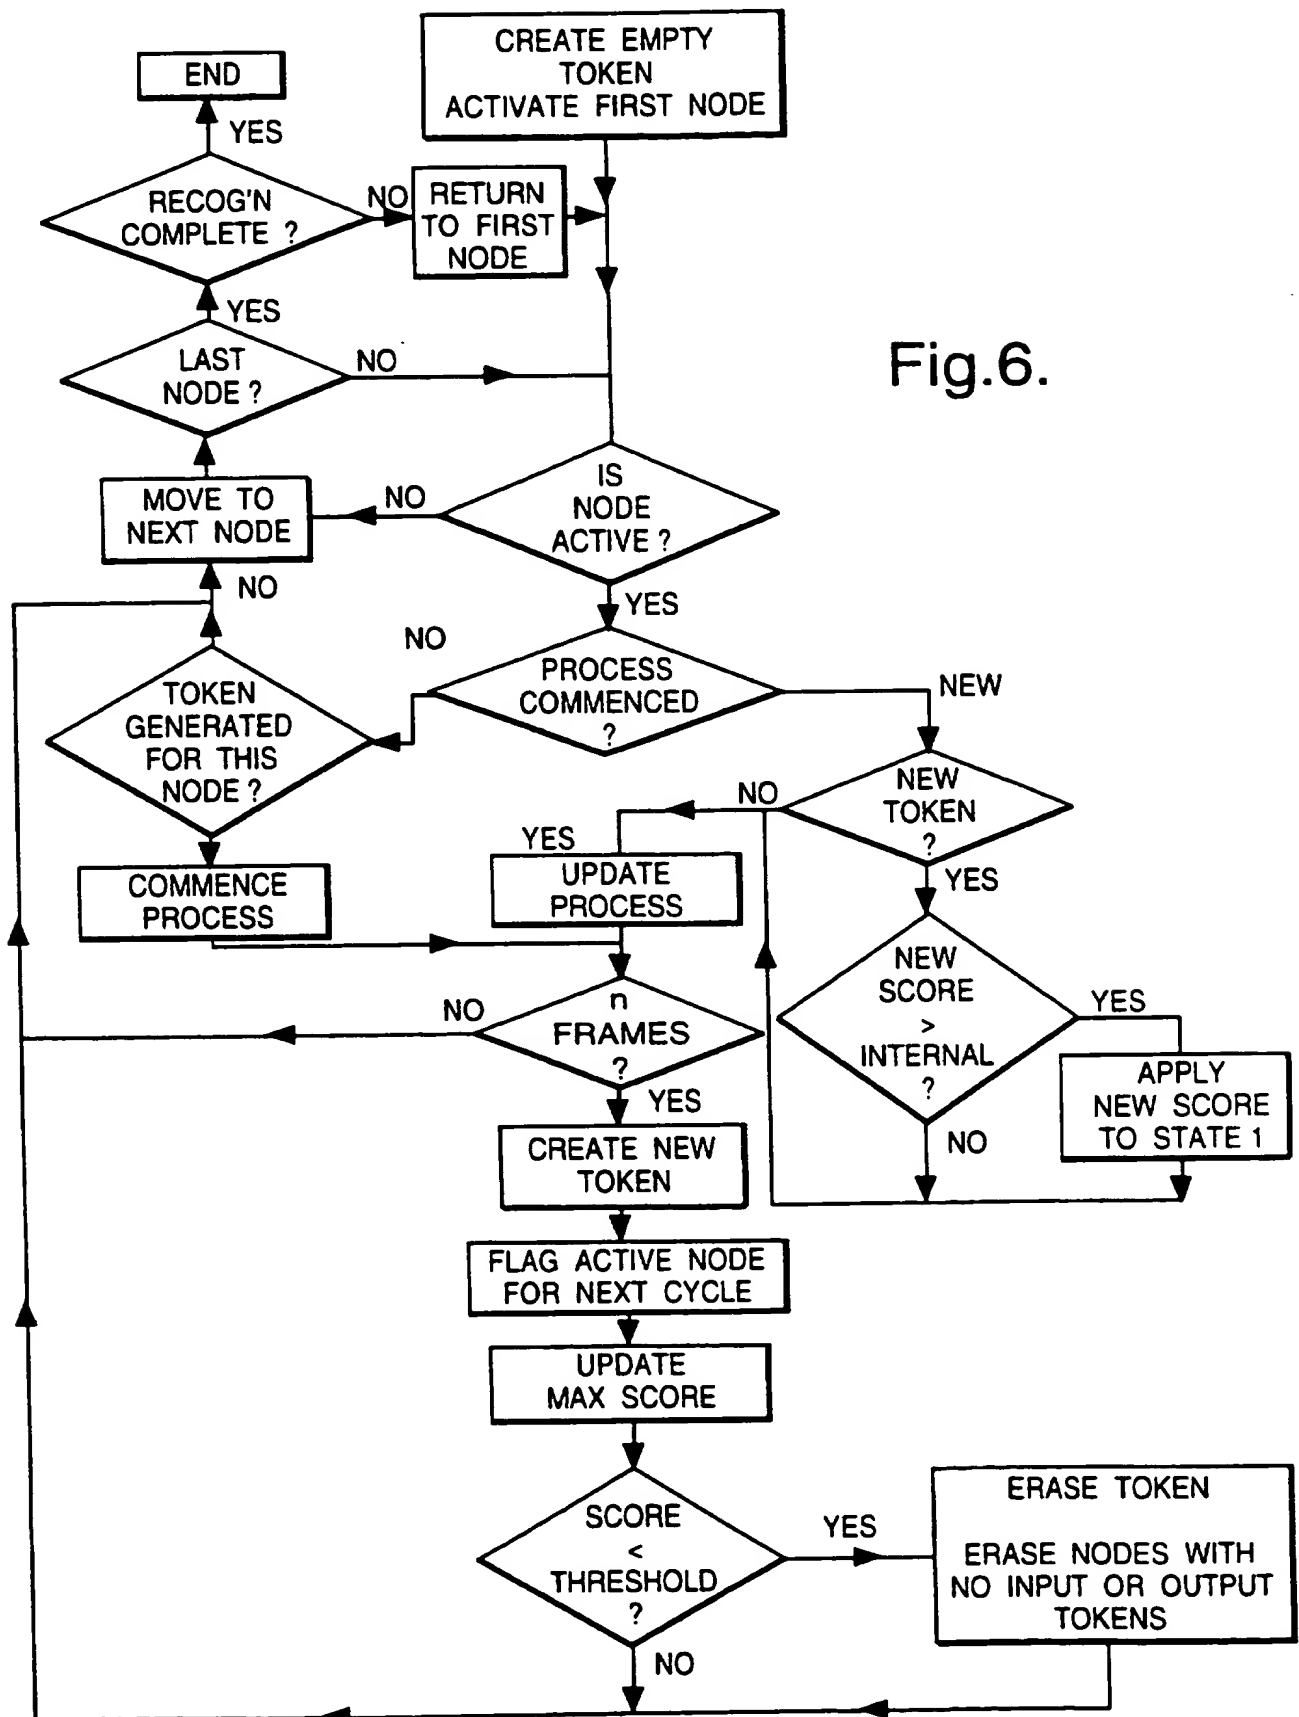 CREATE EMPTY
TOKEN
ACTIVATE FIRST NODE
END
YES
RECOG'N
COMPLETE ?
NO
RETURN
TO FIRST
NODE
YES
LAST
NODE ?
NO
Fig.6.
IS
NODE
ACTIVE ?
NO
MOVE TO
NEXT NODE
NO
YES
NO
PROCESS
COMMENCED
?
NEW
TOKEN
GENERATED
FOR THIS
NODE ?
NEW
TOKEN
?
NO
YES
YES
COMMENCE
PROCESS
UPDATE
PROCESS
NEW
SCORE
>
INTERNAL
?
YES
NO
APPLY
NEW SCORE
TO STATE 1
n
FRAMES
?
NO
YES
CREATE NEW
TOKEN
FLAG ACTIVE NODE
FOR NEXT CYCLE
UPDATE
MAX SCORE
SCORE
<
THRESHOLD
?
YES
NO
ERASE TOKEN
ERASE NODES WITH
NO INPUT OR OUTPUT
TOKENS